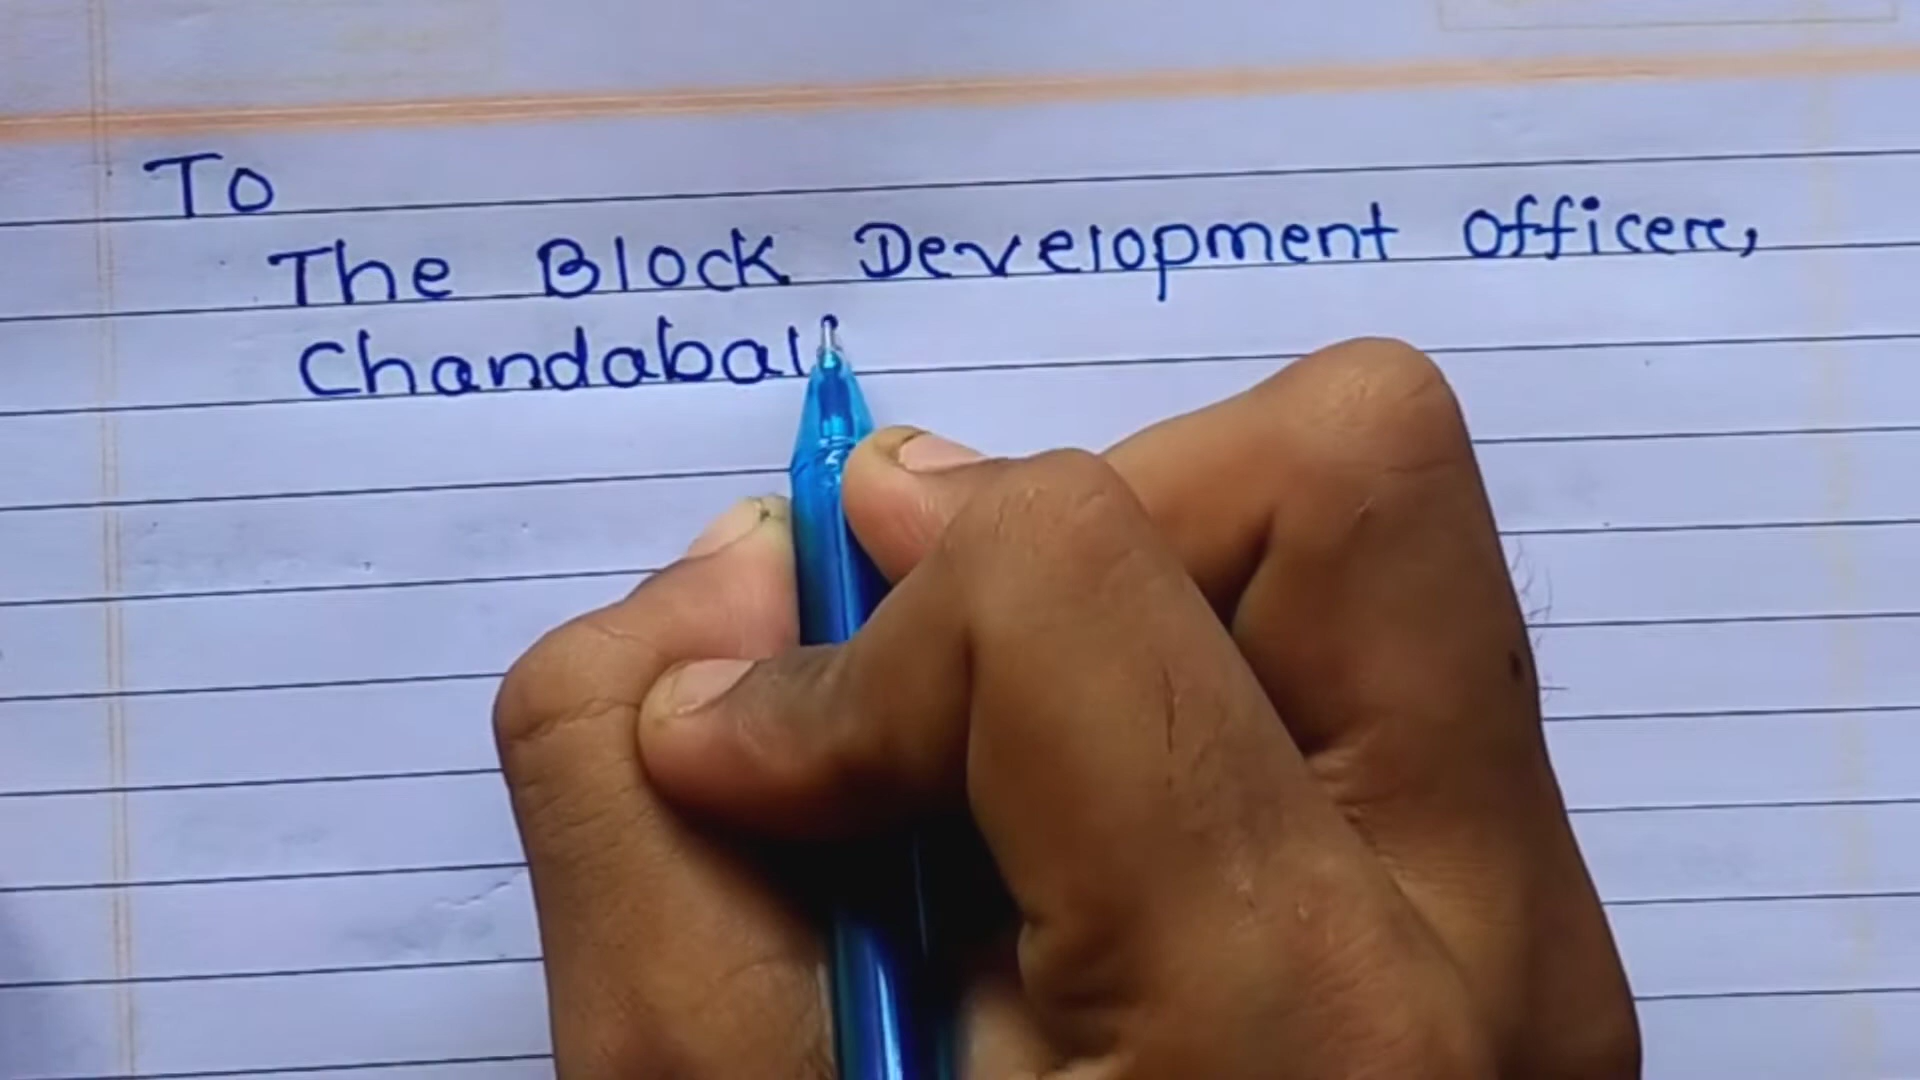 To
The Block Development Officer,
Chandabali